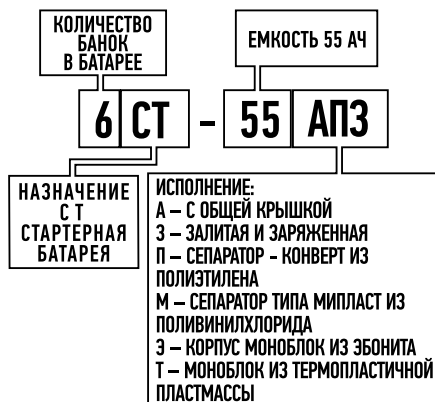 КОЛИЧЕСТВО
БАНОК
В БАТАРЕЕ
ЕМКОСТЬ 55 АЧ
6 СТ - 55 АПЗ
НАЗНАЧЕНИЕ
С Т
СТАРТЕРНАЯ
БАТАРЕЯ
ИСПОЛНЕНИЕ:
А – С ОБЩЕЙ КРЫШКОЙ
З – ЗАЛИТАЯ И ЗАРЯЖЕННАЯ
П – СЕПАРАТОР - КОНВЕРТ ИЗ
ПОЛИЭТИЛЕНА
М – СЕПАРАТОР ТИПА МИПЛАСТ ИЗ
ПОЛИВИНИЛХЛОРИДА
Э – КОРПУС МОНОБЛОК ИЗ ЭБОНИТА
Т – МОНОБЛОК ИЗ ТЕРМОПЛАСТИЧНОЙ
ПЛАСТМАССЫ